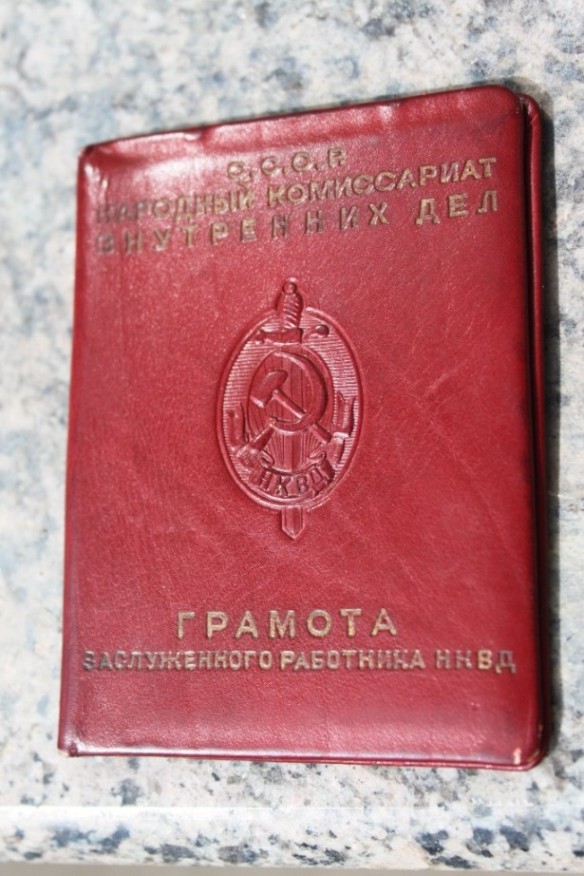 С.С.С.Р.
НАРОДНЫЙ КОМИССАРИАТ
ВНУТРЕННИХ ДЕЛ
НКВД
ГРАМОТА
ЗАСЛУЖЕННОГО РАБОТНИКА НКВД